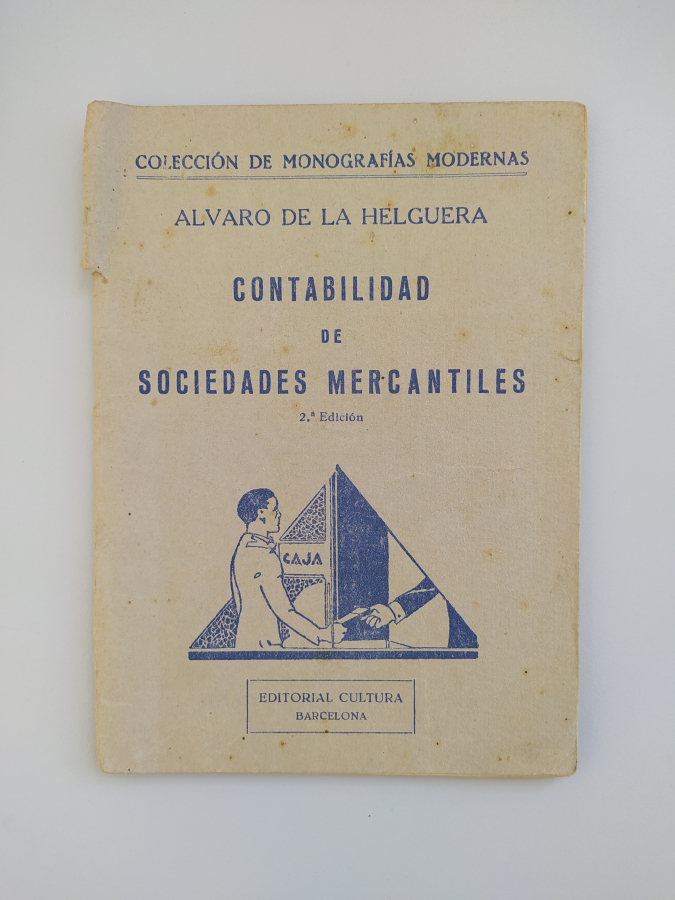 COLECCIÓN DE MONOGRAFÍAS MODERNAS
ALVARO DE LA HELGUERA
CONTABILIDAD
DE
SOCIEDADES MERCANTILES
2.ª Edición
CAJA
EDITORIAL CULTURA
BARCELONA